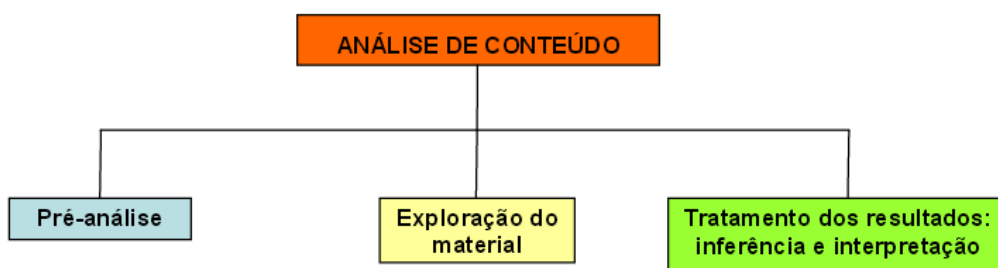 ANÁLISE DE CONTEÚDO
Pré-análise
Exploração do
material
Tratamento dos resultados:
inferência e interpretação